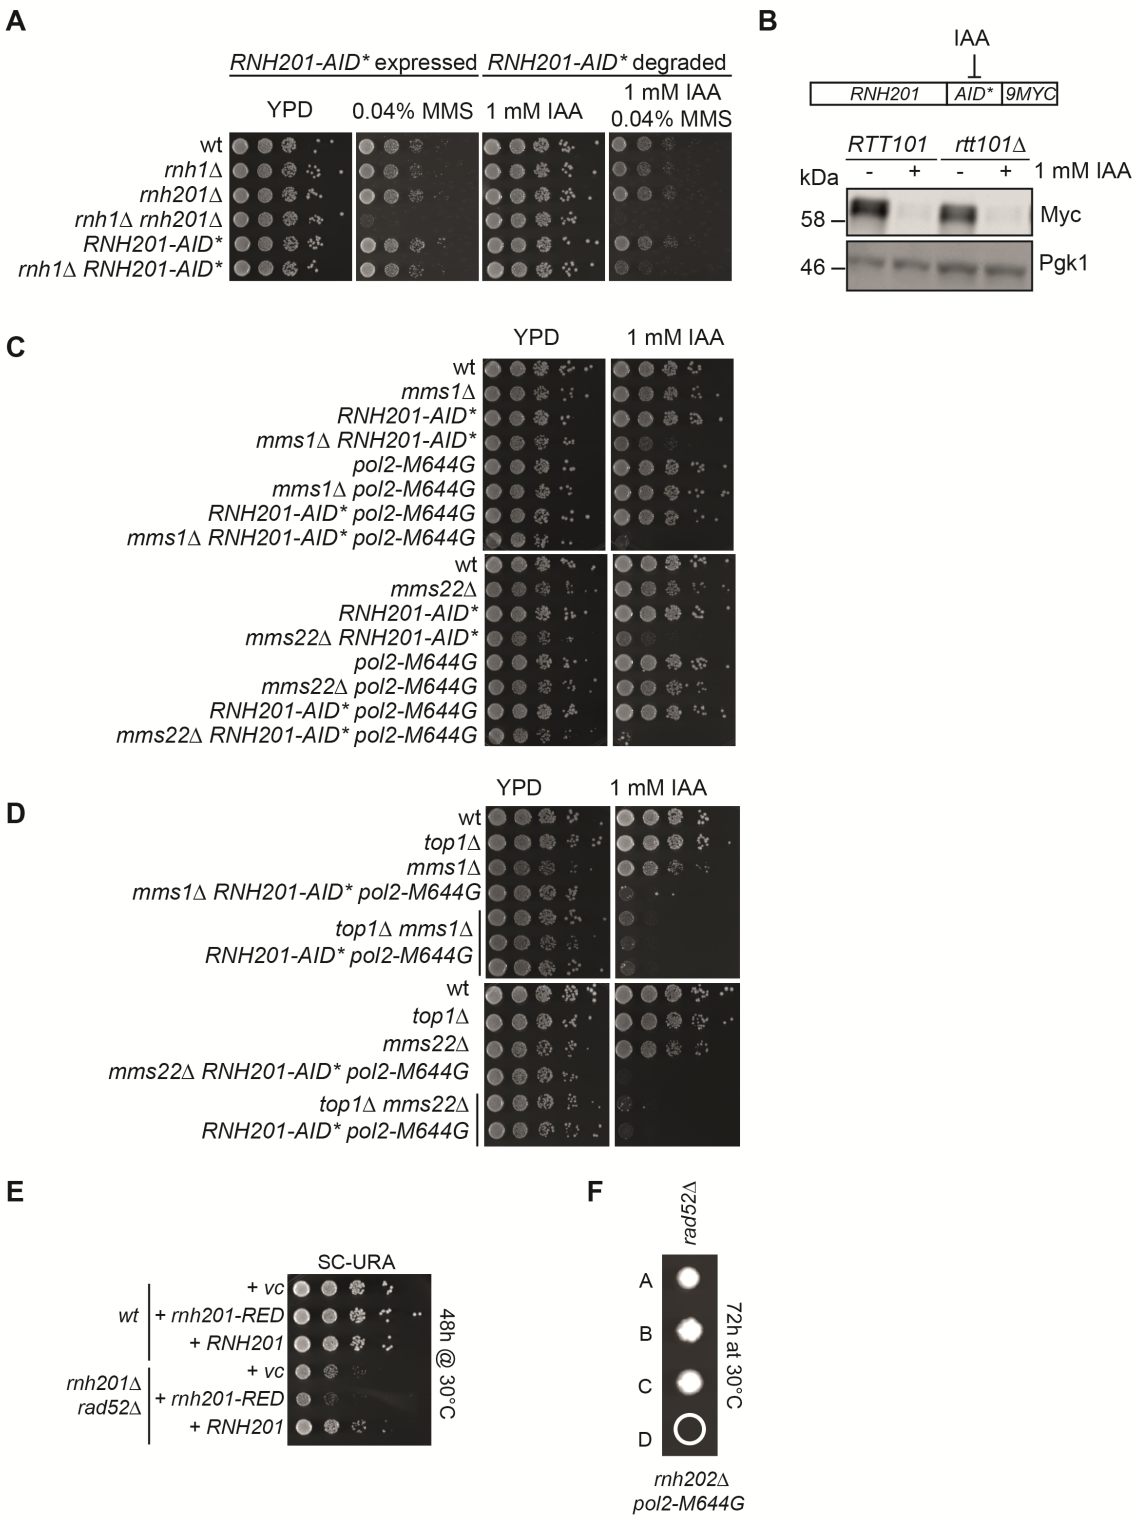 A
RNH201-AID* expressed
RNH201-AID* degraded
YPD
0.04% MMS
1 mM IAA
1 mM IAA
0.04% MMS
wt
rnh1Δ
rnh201Δ
rnh1Δ rnh201Δ
RNH201-AID*
rnh1Δ RNH201-AID*
B
IAA
RNH201
AID*
9MYC
RTT101
rtt101Δ
kDa
- + - + 1 mM IAA
58
Myc
46
Pgk1
C
YPD
1 mM IAA
wt
mms1Δ
RNH201-AID*
mms1Δ RNH201-AID*
pol2-M644G
mms1Δ pol2-M644G
RNH201-AID* pol2-M644G
mms1Δ RNH201-AID* pol2-M644G
wt
mms22Δ
RNH201-AID*
mms22Δ RNH201-AID*
pol2-M644G
mms22Δ pol2-M644G
RNH201-AID* pol2-M644G
mms22Δ RNH201-AID* pol2-M644G
D
YPD
1 mM IAA
wt
top1Δ
mms1Δ
mms1Δ RNH201-AID* pol2-M644G
top1Δ mms1Δ
RNH201-AID* pol2-M644G
wt
top1Δ
mms22Δ
mms22Δ RNH201-AID* pol2-M644G
top1Δ mms22Δ
RNH201-AID* pol2-M644G
E
SC-URA
wt
+ vc
+ rnh201-RED
+ RNH201
rnh201Δ
rad52Δ
+ vc
+ rnh201-RED
+ RNH201
48h @ 30°C
F
rad52Δ
A
B
C
D
72h at 30°C
rnh202Δ
pol2-M644G